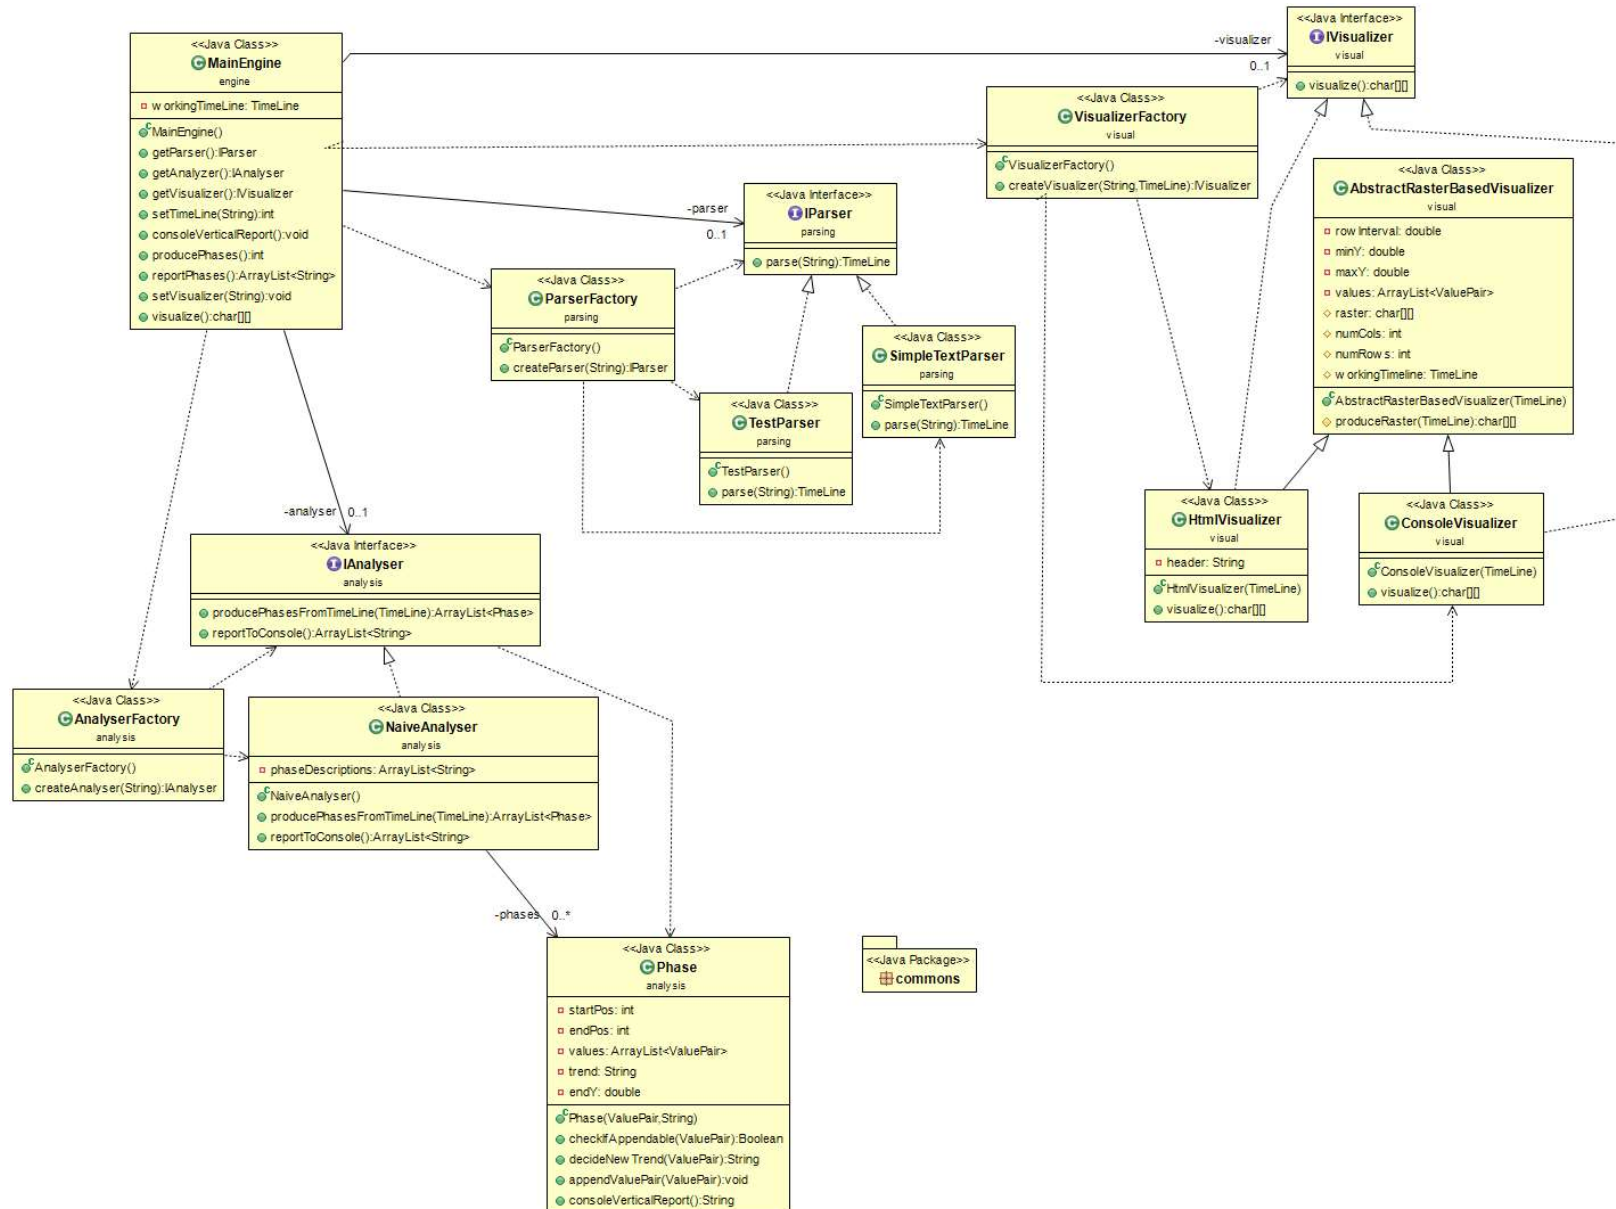 <<Java Class>>
MainEngine
engine
workingTimeLine: TimeLine
MainEngine()
getParser():IParser
getAnalyzer():IAnalyser
getVisualizer():IVisualizer
setTimeLine(String):int
consoleVerticalReport():void
producePhases():int
reportPhases():ArrayList<String>
setVisualizer(String):void
visualize():char[][]
-visualizer
0..1
<<Java Interface>>
IVisualizer
visual
visualize():char[][]
<<Java Class>>
VisualizerFactory
visual
VisualizerFactory()
createVisualizer(String,TimeLine):IVisualizer
-parser
0..1
<<Java Interface>>
IParser
parsing
parse(String):TimeLine
<<Java Class>>
AbstractRasterBasedVisualizer
visual
rowInterval: double
minY: double
maxY: double
values: ArrayList<ValuePair>
raster: char[][]
numCols: int
numRows: int
workingTimeline: TimeLine
AbstractRasterBasedVisualizer(TimeLine)
produceRaster(TimeLine):char[][]
<<Java Class>>
ParserFactory
parsing
ParserFactory()
createParser(String):IParser
<<Java Class>>
SimpleTextParser
parsing
SimpleTextParser()
parse(String):TimeLine
<<Java Class>>
TestParser
parsing
TestParser()
parse(String):TimeLine
<<Java Class>>
HtmlVisualizer
visual
header: String
HtmlVisualizer(TimeLine)
visualize():char[][]
<<Java Class>>
ConsoleVisualizer
visual
ConsoleVisualizer(TimeLine)
visualize():char[][]
-analyser 0..1
<<Java Interface>>
IAnalyser
analysis
producePhasesFromTimeLine(TimeLine):ArrayList<Phase>
reportToConsole():ArrayList<String>
<<Java Class>>
AnalyserFactory
analysis
AnalyserFactory()
createAnalyser(String):IAnalyser
<<Java Class>>
NaiveAnalyser
analysis
phaseDescriptions: ArrayList<String>
NaiveAnalyser()
producePhasesFromTimeLine(TimeLine):ArrayList<Phase>
reportToConsole():ArrayList<String>
-phases 0..*
<<Java Class>>
Phase
analysis
startPos: int
endPos: int
values: ArrayList<ValuePair>
trend: String
endY: double
Phase(ValuePair,String)
checkIfAppendable(ValuePair):Boolean
decideNewTrend(ValuePair):String
appendValuePair(ValuePair):void
consoleVerticalReport():String
<<Java Package>>
commons